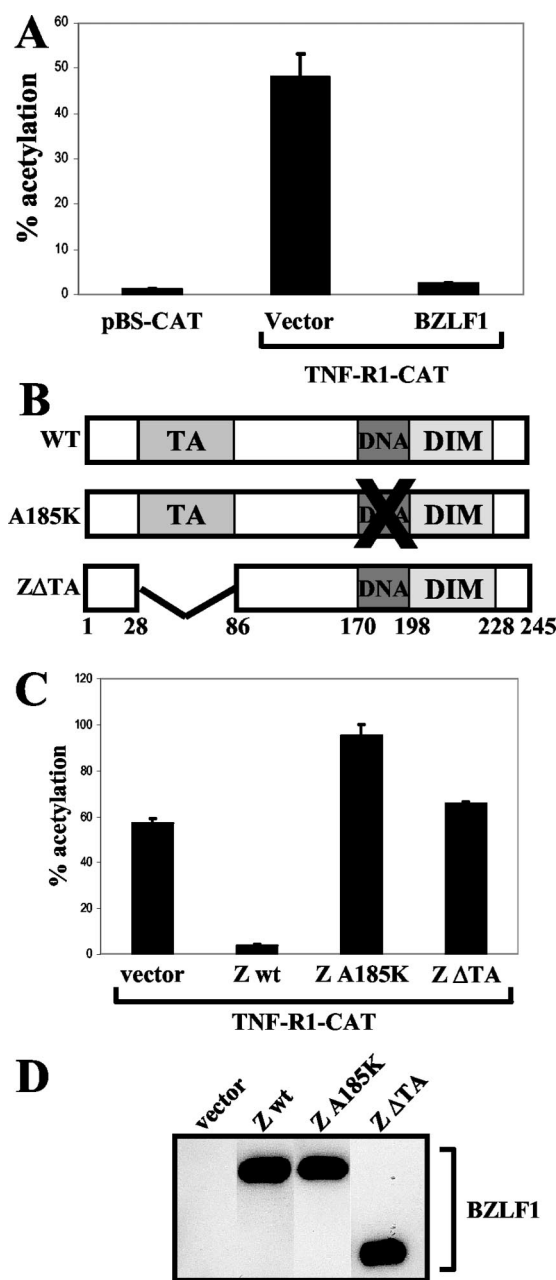 A
% acetylation
60
50
40
30
20
10
0
pBS-CAT Vector BZLF1
TNF-R1-CAT
B
WT TA DNA DIM
A185K TA DNA DIM
ZΔTA DNA DIM
1 28 86 170 198 228 245
C
% acetylation
120
100
80
60
40
20
0
vector Z wt Z A185K Z ΔTA
TNF-R1-CAT
D
vector Z wt Z A185K Z ΔTA
BZLF1